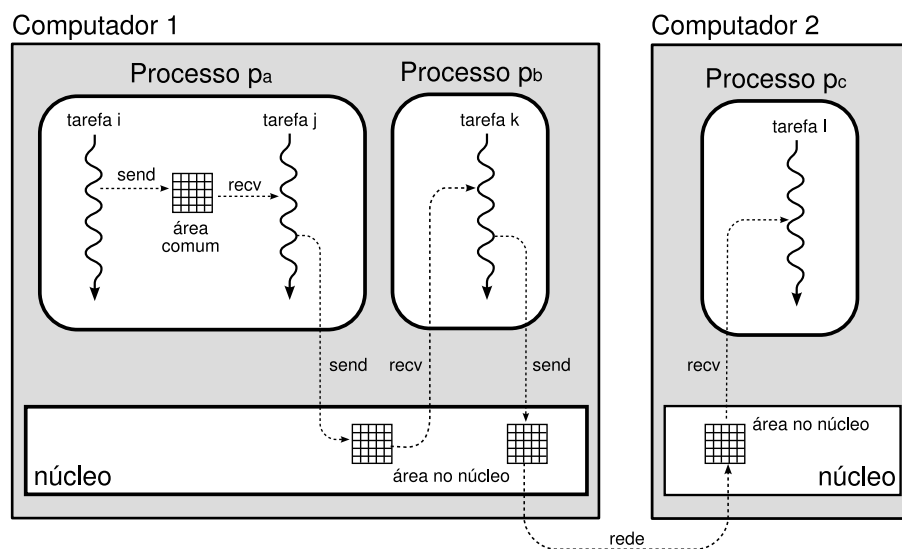 Computador 1
Computador 2
Processo pa
Processo pb
Processo pc
tarefa i
tarefa j
tarefa k
tarefa l
send
recv
área
comum
send
recv
send
recv
área no núcleo
área no núcleo
núcleo
núcleo
rede